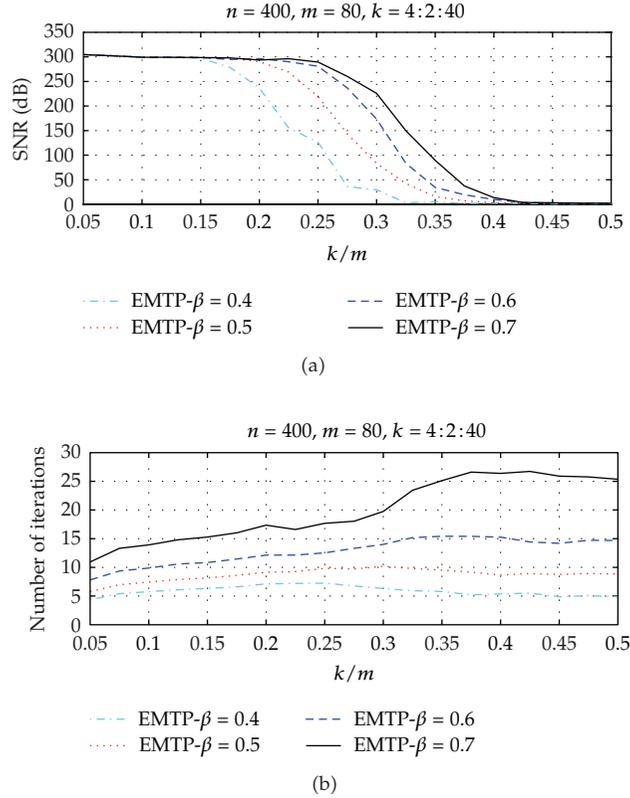 n = 400, m = 80, k = 4:2:40
SNR (dB)
350
300
250
200
150
100
50
0
0.05 0.1 0.15 0.2 0.25 0.3 0.35 0.4 0.45 0.5
k/m
EMTP-β = 0.4
EMTP-β = 0.5
EMTP-β = 0.6
EMTP-β = 0.7
(a)
n = 400, m = 80, k = 4:2:40
Number of iterations
30
25
20
15
10
5
0
0.05 0.1 0.15 0.2 0.25 0.3 0.35 0.4 0.45 0.5
k/m
EMTP-β = 0.4
EMTP-β = 0.5
EMTP-β = 0.6
EMTP-β = 0.7
(b)